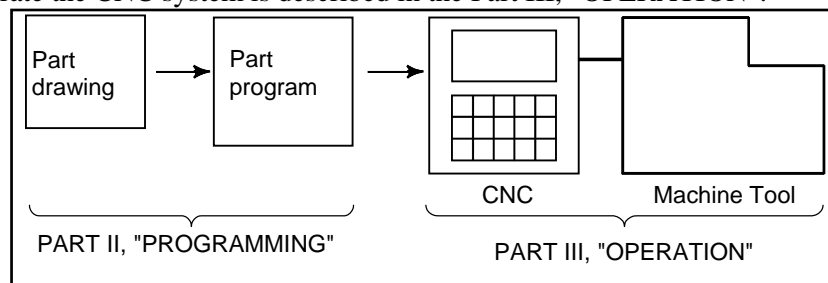 rate the CNC system is described in the Part III, "OPERATION".
Part
drawing
Part
program
CNC
Machine Tool
PART II, "PROGRAMMING"
PART III, "OPERATION"